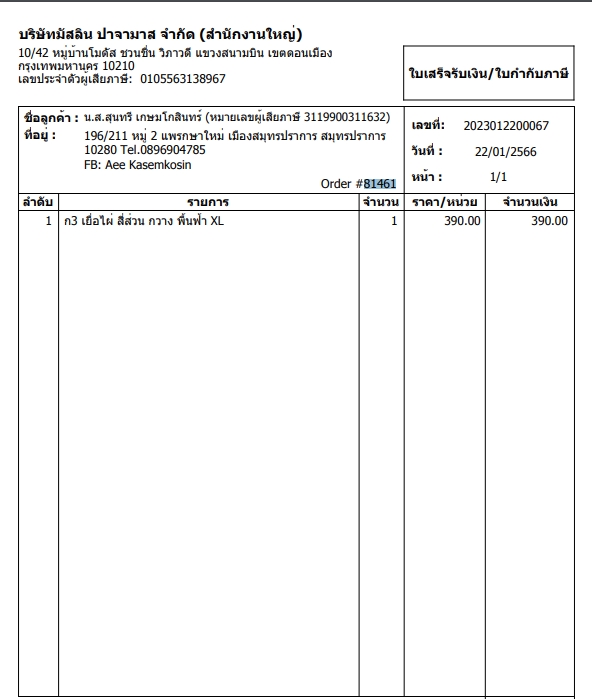 บริษัทมัสลิน ปาจามาส จำกัด (สำนักงานใหญ่)
10/42 หมู่บ้านโมดัส ชวนชื่น วิภาวดี แขวงสนามบิน เขตดอนเมือง
กรุงเทพมหานคร 10210
เลขประจำตัวผู้เสียภาษี: 0105563138967
ใบเสร็จรับเงิน/ใบกำกับภาษี
ชื่อลูกค้า : น.ส.สุนทรี เกษมโกสินทร์ (หมายเลขผู้เสียภาษี 3119900311632)
ที่อยู่ : 196/211 หมู่ 2 แพรกษาใหม่ เมืองสมุทรปราการ สมุทรปราการ
10280 Tel.0896904785
FB: Aee Kasemkosin
Order #81461
เลขที่: 2023012200067
วันที่ : 22/01/2566
หน้า : 1/1
ลำดับ รายการ จำนวน ราคา/หน่วย จำนวนเงิน
1 ก3 เยื่อไผ่ สี่ส่วน กวาง พื้นฟ้า XL 1 390.00 390.00